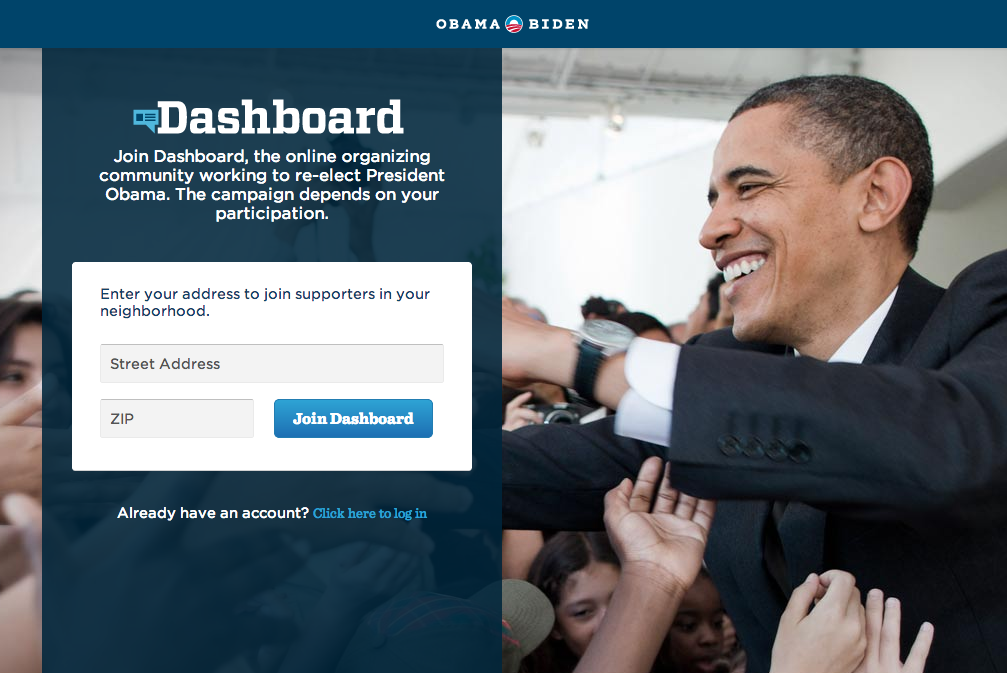 OBAMA BIDEN
Dashboard
Join Dashboard, the online organizing
community working to re-elect President
Obama. The campaign depends on your
participation.
Enter your address to join supporters in your
neighborhood.
Street Address
ZIP
Join Dashboard
Already have an account? Click here to log in